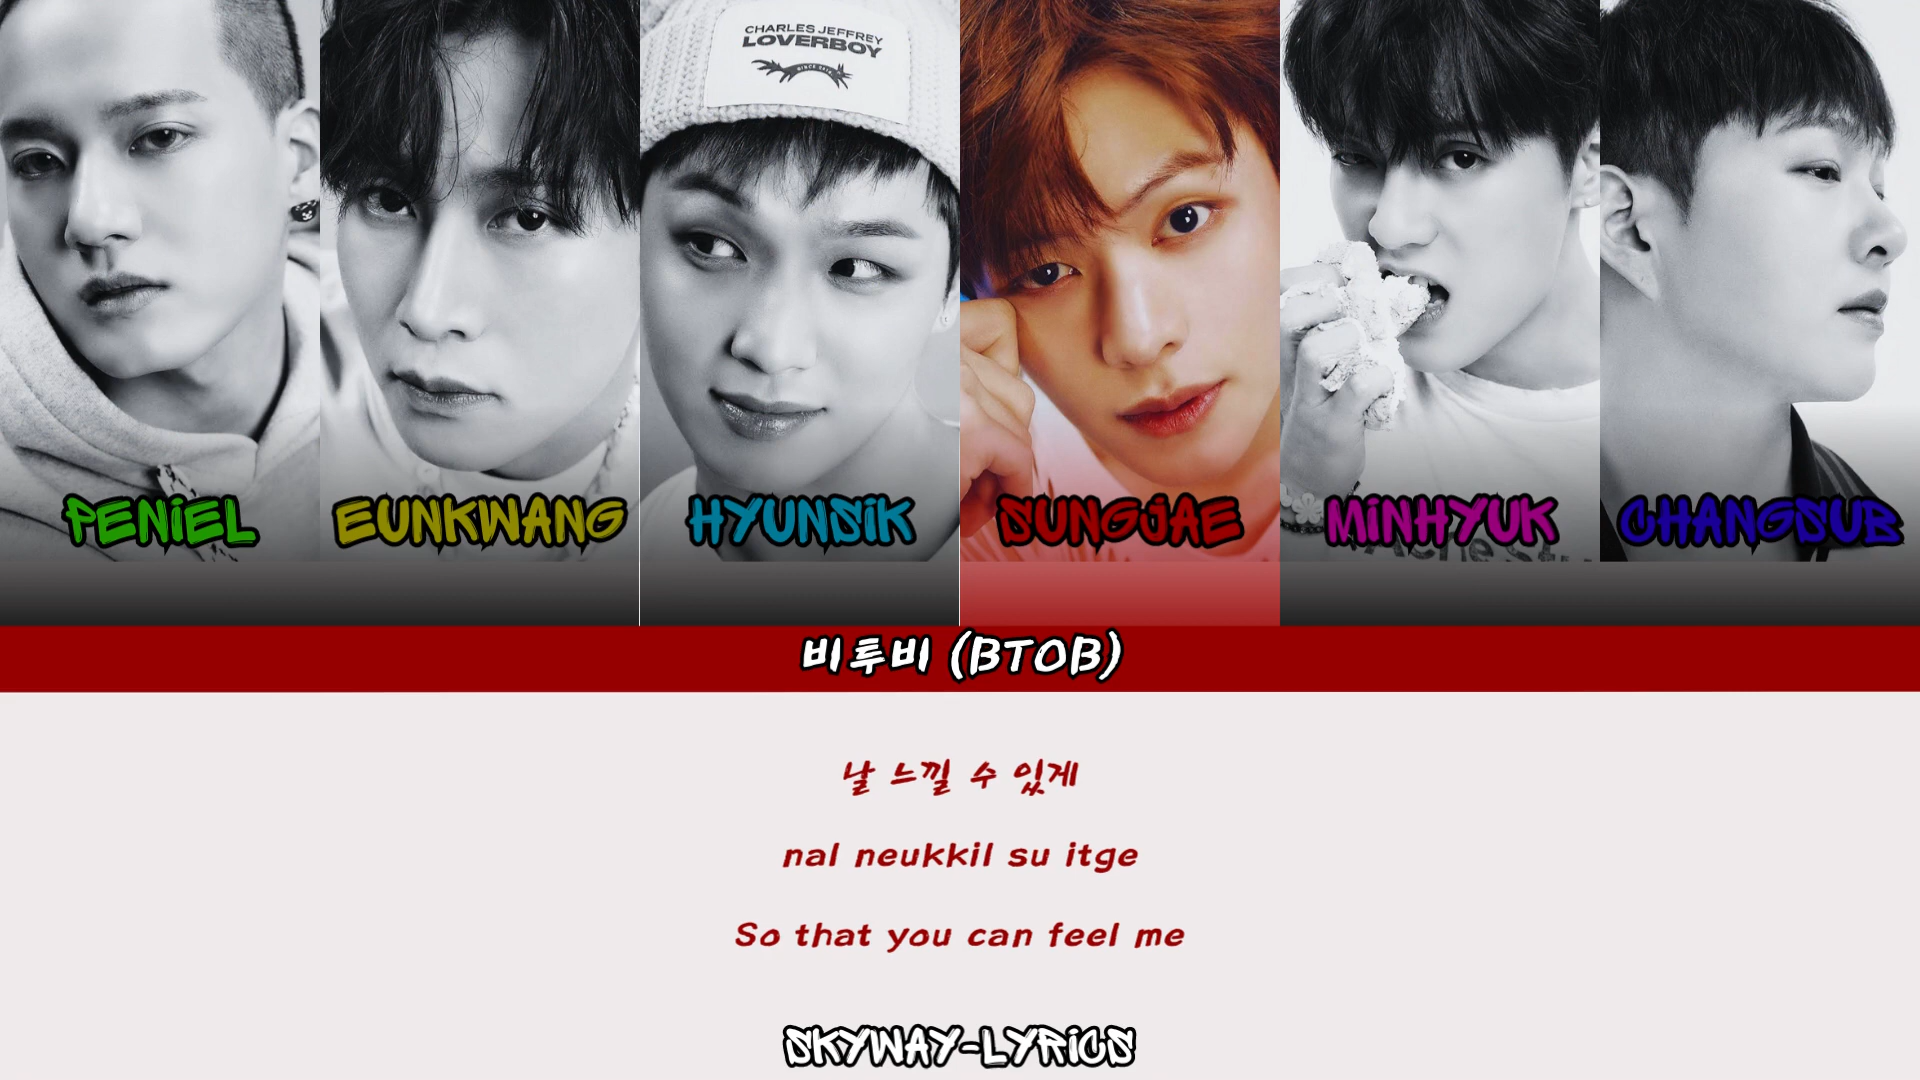 CHARLES JEFFREY
LOVERBOY
PENIEL
EUNKWANG
HYUNSIK
SUNGJAE
MINHYUK
CHANGSUB
비투비 (BTOB)
날 느낄 수 있게
nal neukkil su itge
So that you can feel me
SKYWAY-LYRICS